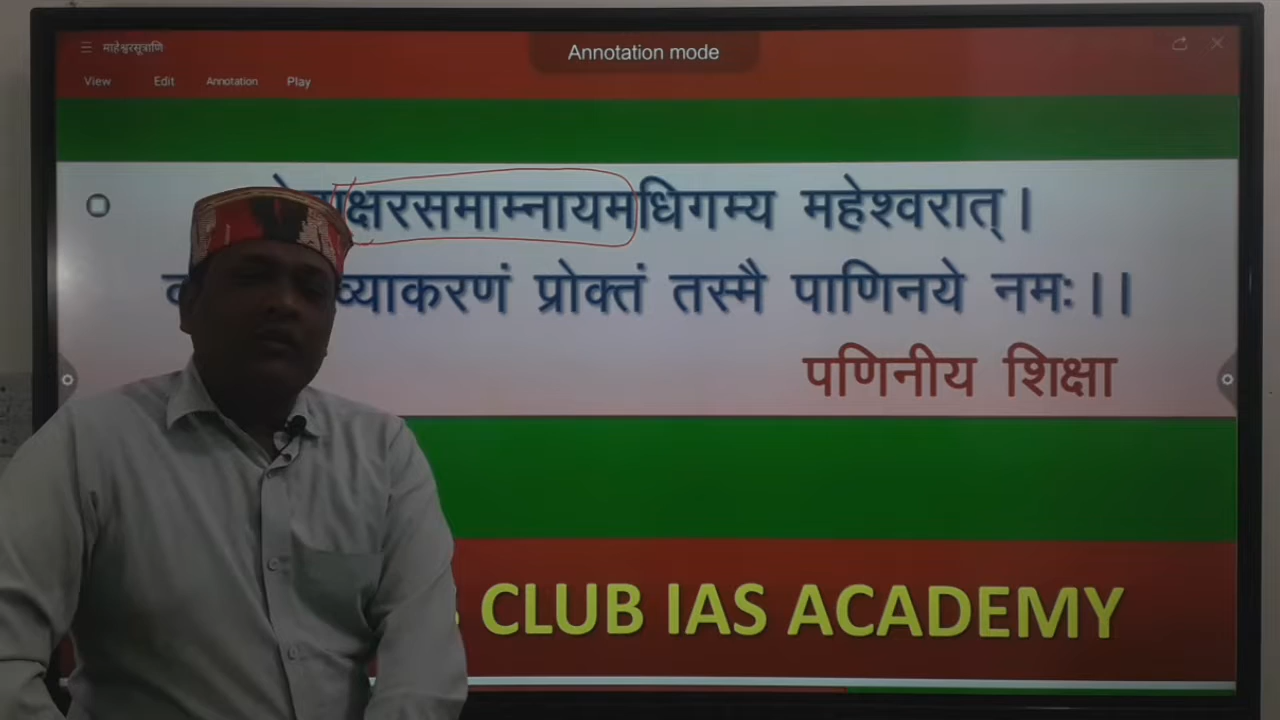 माहेश्वरसूत्राणि
Annotation mode
View Edit Annotation Play
क्षरसमाम्नायमधिगम्य महेश्वरात् ।
व्याकरणं प्रोक्तं तस्मै पाणिनये नमः ।।
पणिनीय शिक्षा
CLUB IAS ACADEMY